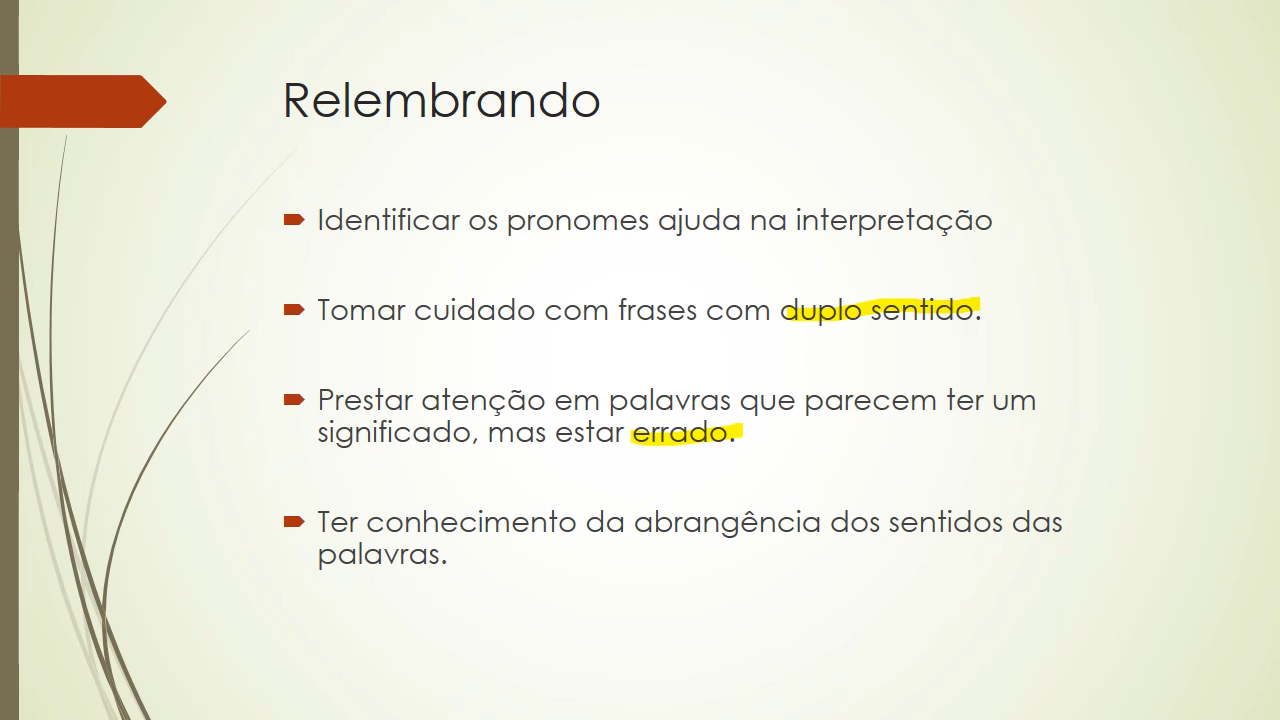 Relembrando
Identificar os pronomes ajuda na interpretação
Tomar cuidado com frases com duplo sentido.
Prestar atenção em palavras que parecem ter um
significado, mas estar errado.
Ter conhecimento da abrangência dos sentidos das
palavras.